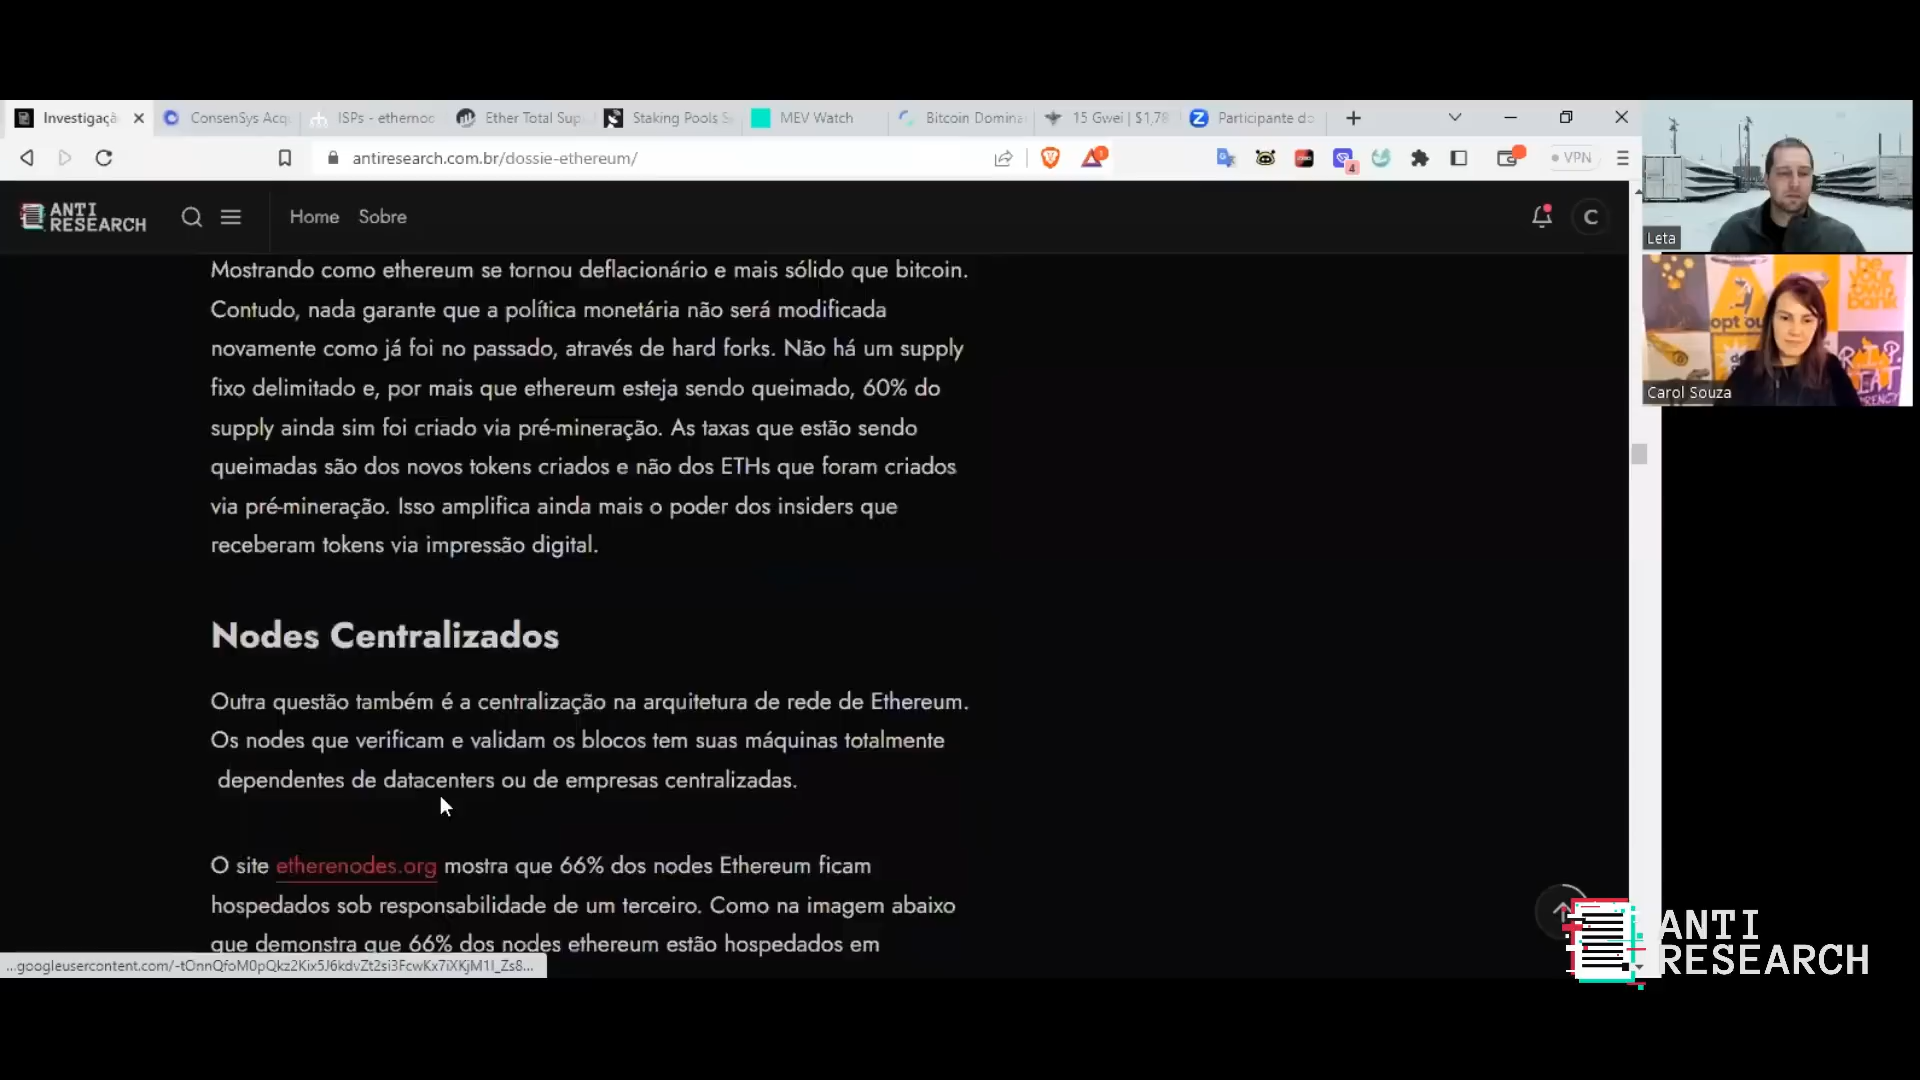 Investigaçã
ConsenSys Acq
ISPs - etherno
Ether Total Sup
Staking Pools S
MEV Watch
Bitcoin Domina
15 Gwei | $1,78
Participante do
antiresearch.com.br/dossie-ethereum/
4
VPN
ANTI
RESEARCH
Home Sobre
C
Mostrando como ethereum se tornou deflacionário e mais sólido que bitcoin.
Contudo, nada garante que a política monetária não será modificada
novamente como já foi no passado, através de hard forks. Não há um supply
fixo delimitado e, por mais que ethereum esteja sendo queimado, 60% do
supply ainda sim foi criado via pré-mineração. As taxas que estão sendo
queimadas são dos novos tokens criados e não dos ETHs que foram criados
via pré-mineração. Isso amplifica ainda mais o poder dos insiders que
receberam tokens via impressão digital.
Nodes Centralizados
Outra questão também é a centralização na arquitetura de rede de Ethereum.
Os nodes que verificam e validam os blocos tem suas máquinas totalmente
dependentes de datacenters ou de empresas centralizadas.
O site etherenodes.org mostra que 66% dos nodes Ethereum ficam
hospedados sob responsabilidade de um terceiro. Como na imagem abaixo
que demonstra que 66% dos nodes ethereum estão hospedados em
Leta
be
your
own
bank
opt ou
Carol Souza
ANTI
RESEARCH